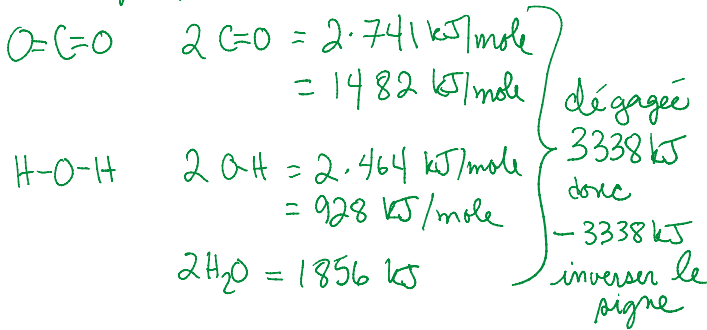 O=C=O 2 C=O = 2·741 kJ/mole
= 1482 kJ/mole
H-O-H 2 O-H = 2·464 kJ/mole
= 928 kJ/mole
2H₂O = 1856 kJ
dégagée
3338 kJ
donc
- 3338 kJ
inverser le
signe